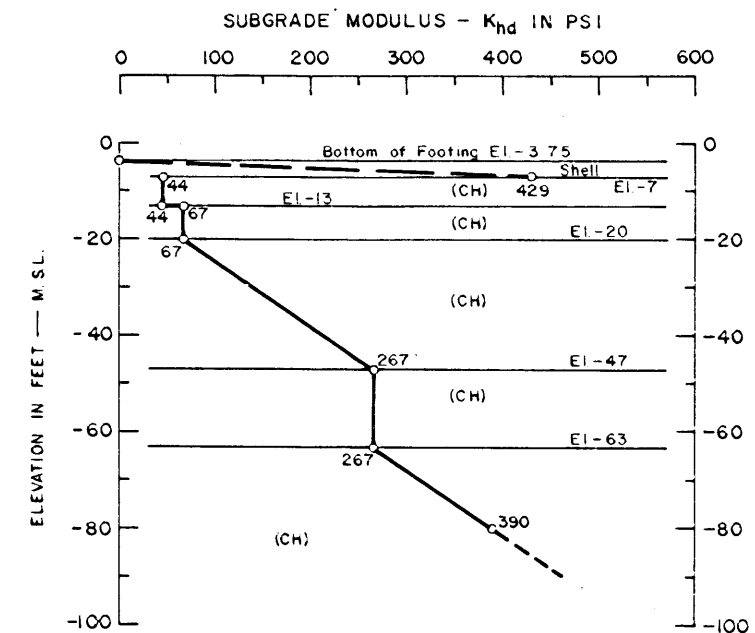 SUBGRADE MODULUS – Khd IN PSI
0 100 200 300 400 500 600
0 Bottom of Footing El.-3.75 0
Shell
44 (CH) 429 El.-7
El.-13
44 67 (CH)
-20 67 El.-20 -20
(CH)
-40 -40
267 El-47
(CH)
-60 -60
267 El-63
390
-80 (CH) -80
-100 -100
ELEVATION IN FEET — M.S.L.